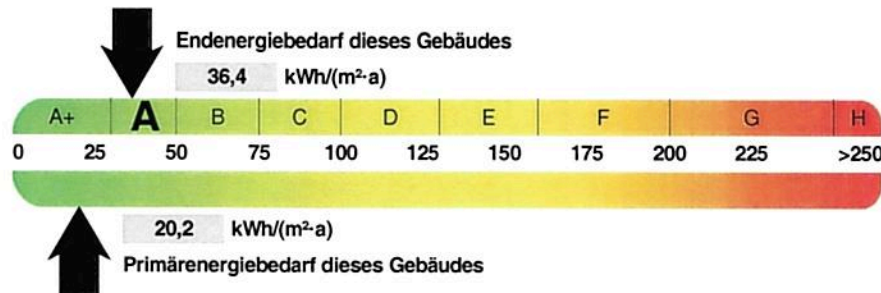 Endenergiebedarf dieses Gebäudes
36,4 kWh/(m²·a)
A+ A B C D E F G H
0 25 50 75 100 125 150 175 200 225 >250
20,2 kWh/(m²·a)
Primärenergiebedarf dieses Gebäudes